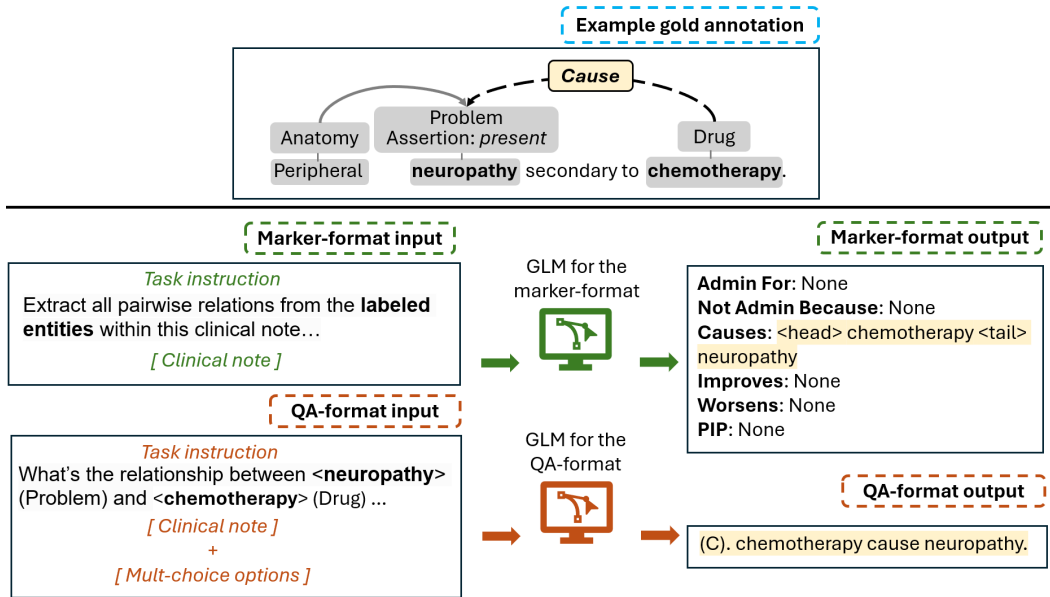 Example gold annotation
Cause
Problem
Assertion: present
Anatomy
Drug
Peripheral
neuropathy secondary to chemotherapy.
Marker-format input
Task instruction
Extract all pairwise relations from the labeled
entities within this clinical note…
[ Clinical note ]
GLM for the
marker-format
Marker-format output
Admin For: None
Not Admin Because: None
Causes: <head> chemotherapy <tail>
neuropathy
Improves: None
Worsens: None
PIP: None
QA-format input
Task instruction
What's the relationship between <neuropathy>
(Problem) and <chemotherapy> (Drug) ...
[ Clinical note ]
+
[ Mult-choice options ]
GLM for the
QA-format
QA-format output
(C). chemotherapy cause neuropathy.